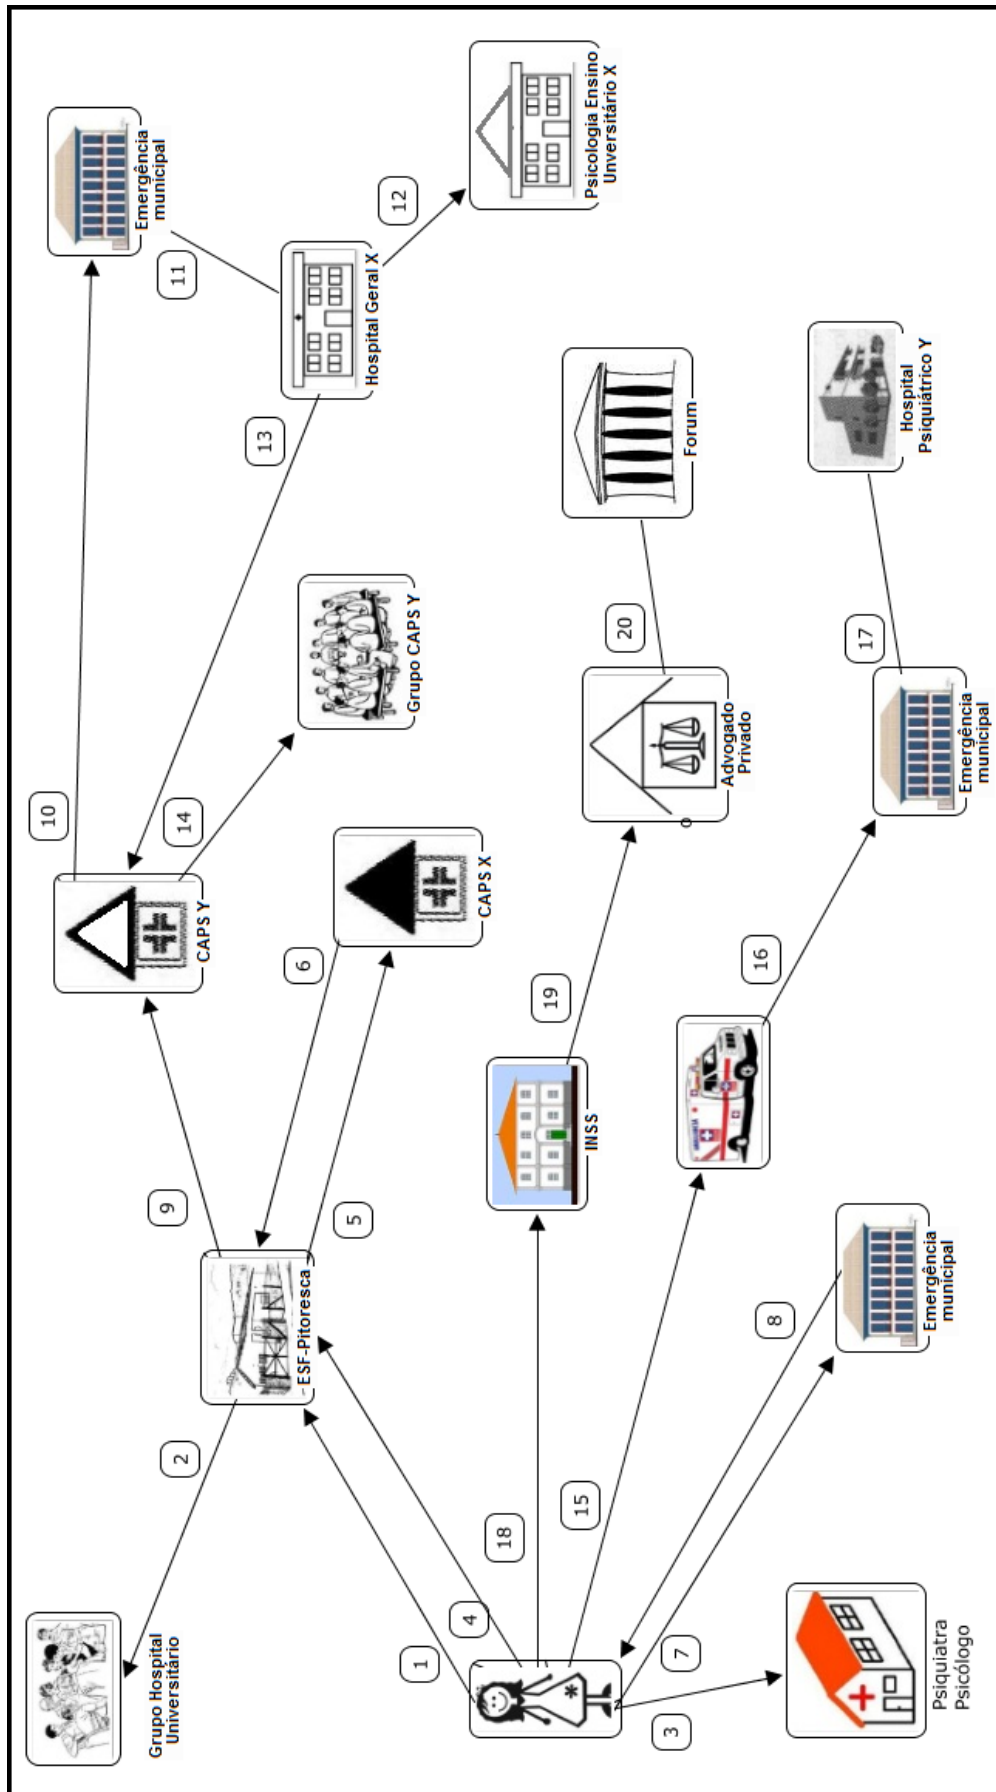 10
Emergência
municipal
Grupo Hospital
Universitário
2
9
14
11
CAPS Y
13
6
ESF-Pitoresca
5
Hospital Geral X
12
Grupo CAPS Y
1
4
CAPS X
18
19
15
INSS
Psicologia Ensino
Unversitário X
20
3
7
Forum
Advogado
Privado
16
8
17
Hospital
Psiquiátrico Y
Psiquiatra
Psicólogo
Emergência
municipal
Emergência
municipal